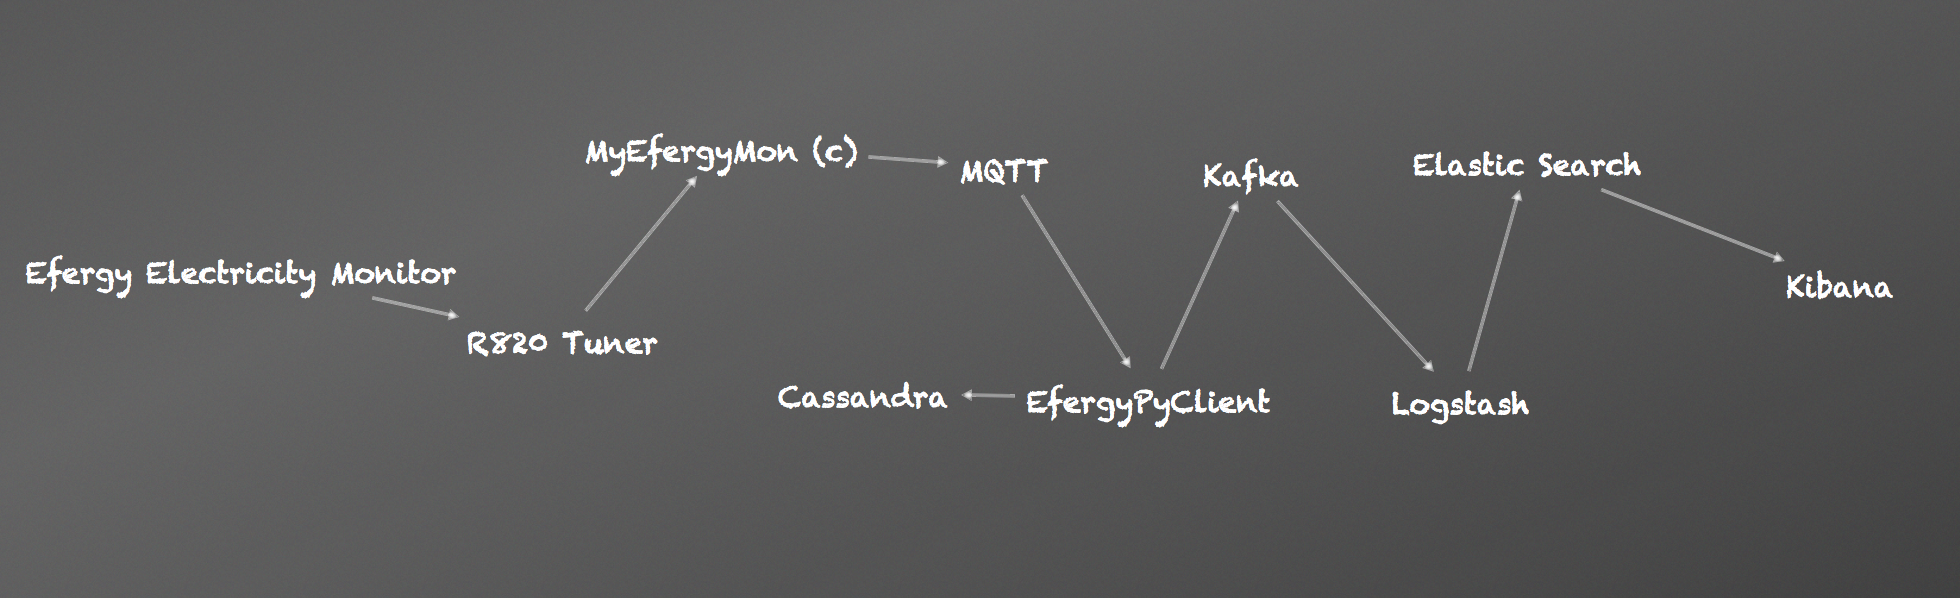 MyEfergyMon (c)
MQTT
Kafka
Elastic Search
Efergy Electricity Monitor
R820 Tuner
Kibana
Cassandra
EfergyPyClient
Logstash